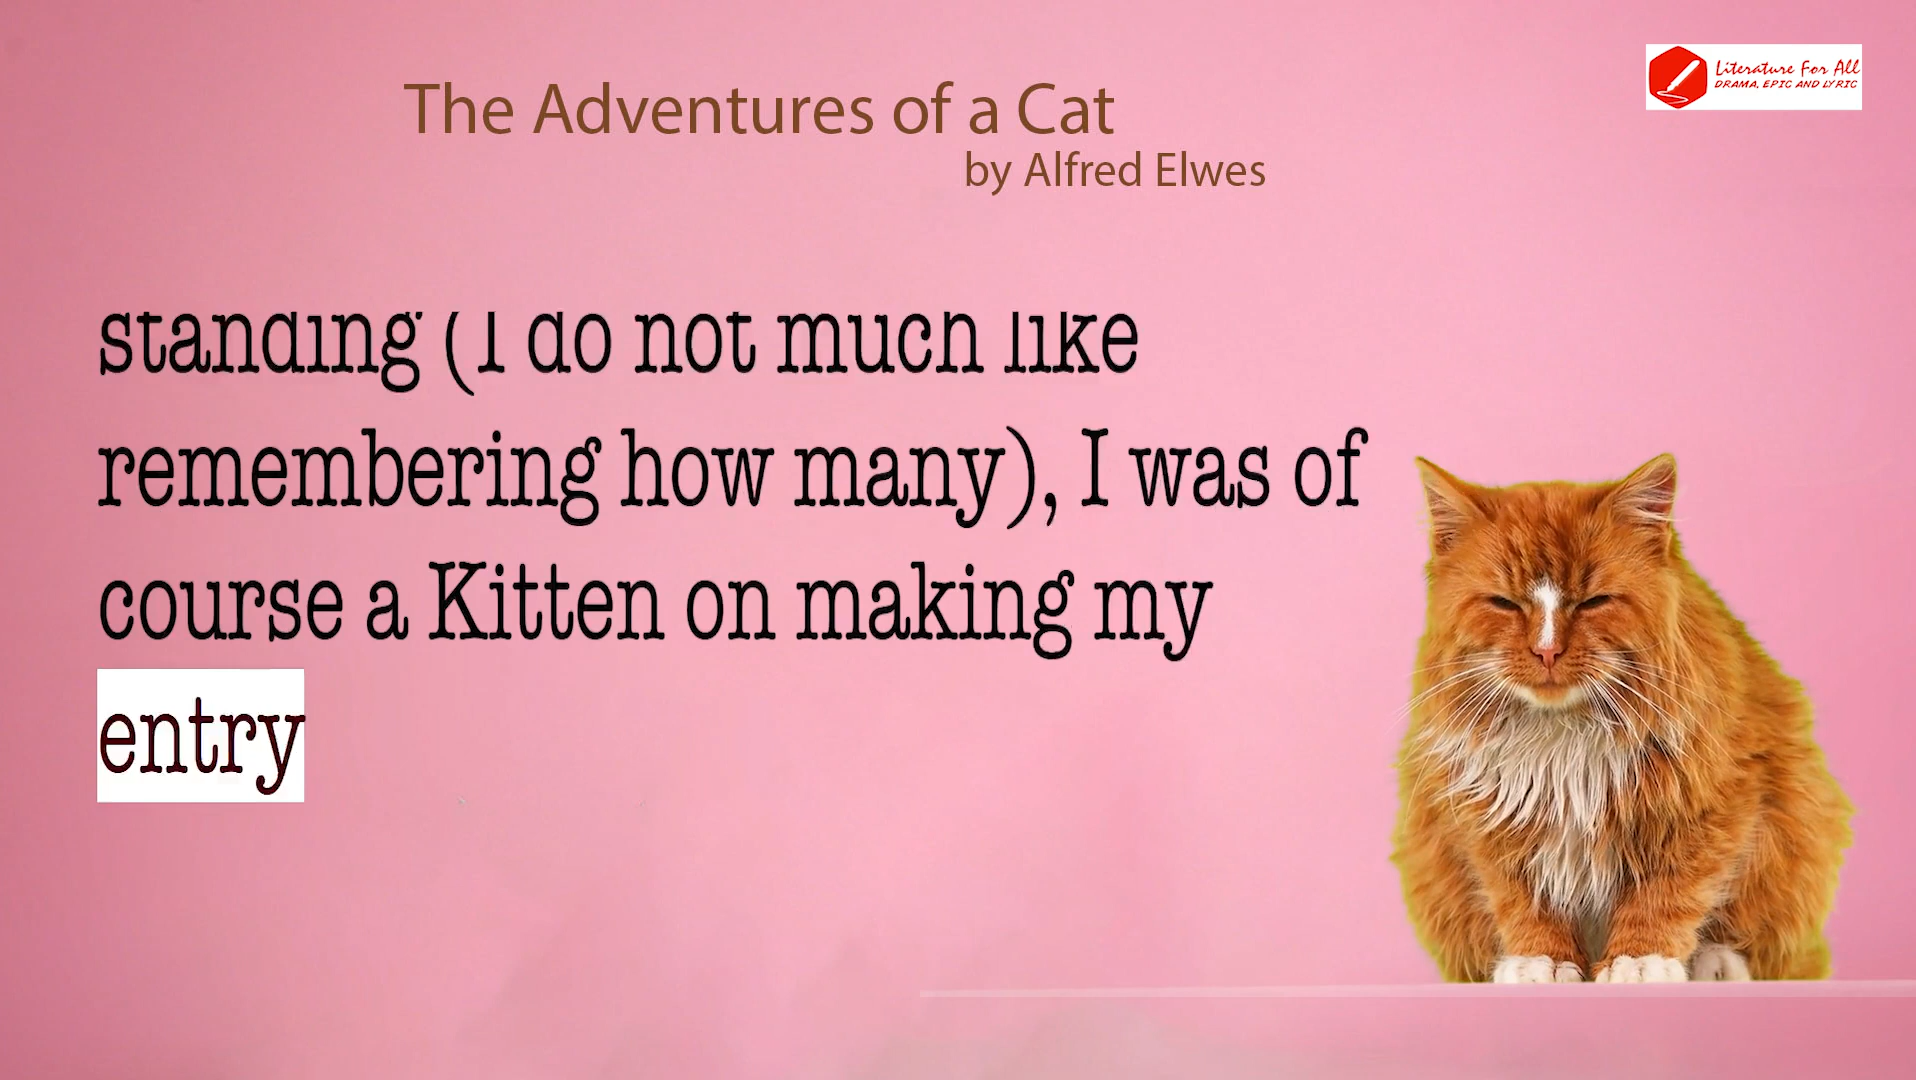 Literature For All
DRAMA, EPIC AND LYRIC
The Adventures of a Cat
by Alfred Elwes
standing (I do not much like
remembering how many), I was of
course a Kitten on making my
entry